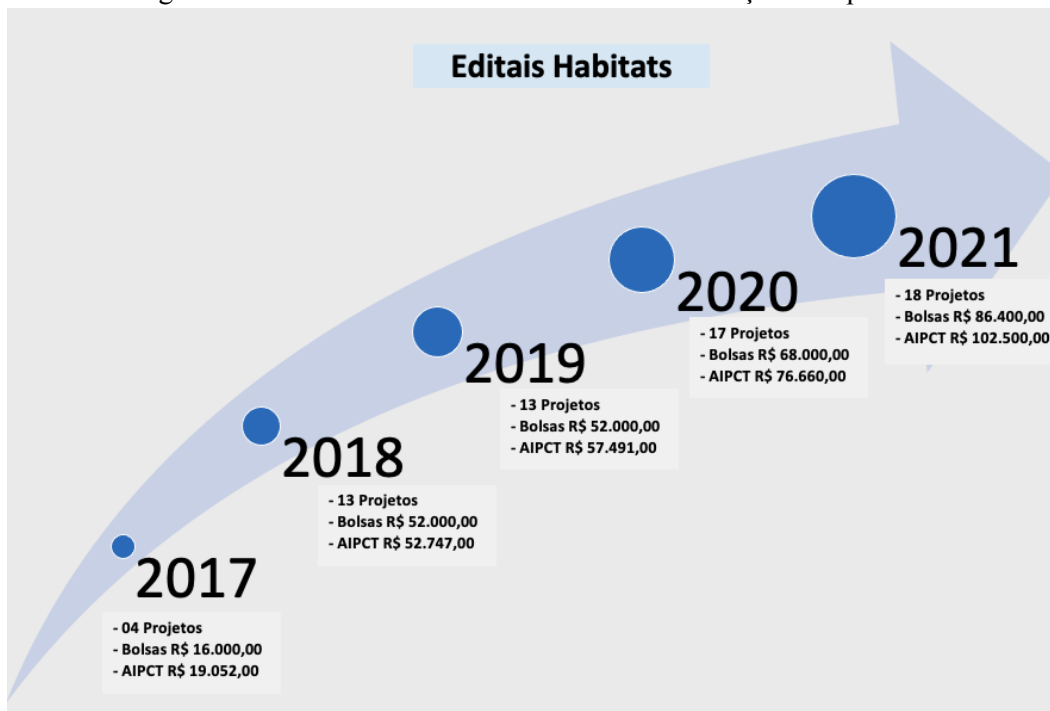 Editais Habitats
2021
- 18 Projetos
- Bolsas R$ 86.400,00
- AIPCT R$ 102.500,00
2020
- 17 Projetos
- Bolsas R$ 68.000,00
- AIPCT R$ 76.660,00
2019
- 13 Projetos
- Bolsas R$ 52.000,00
- AIPCT R$ 57.491,00
2018
- 13 Projetos
- Bolsas R$ 52.000,00
- AIPCT R$ 52.747,00
2017
- 04 Projetos
- Bolsas R$ 16.000,00
- AIPCT R$ 19.052,00